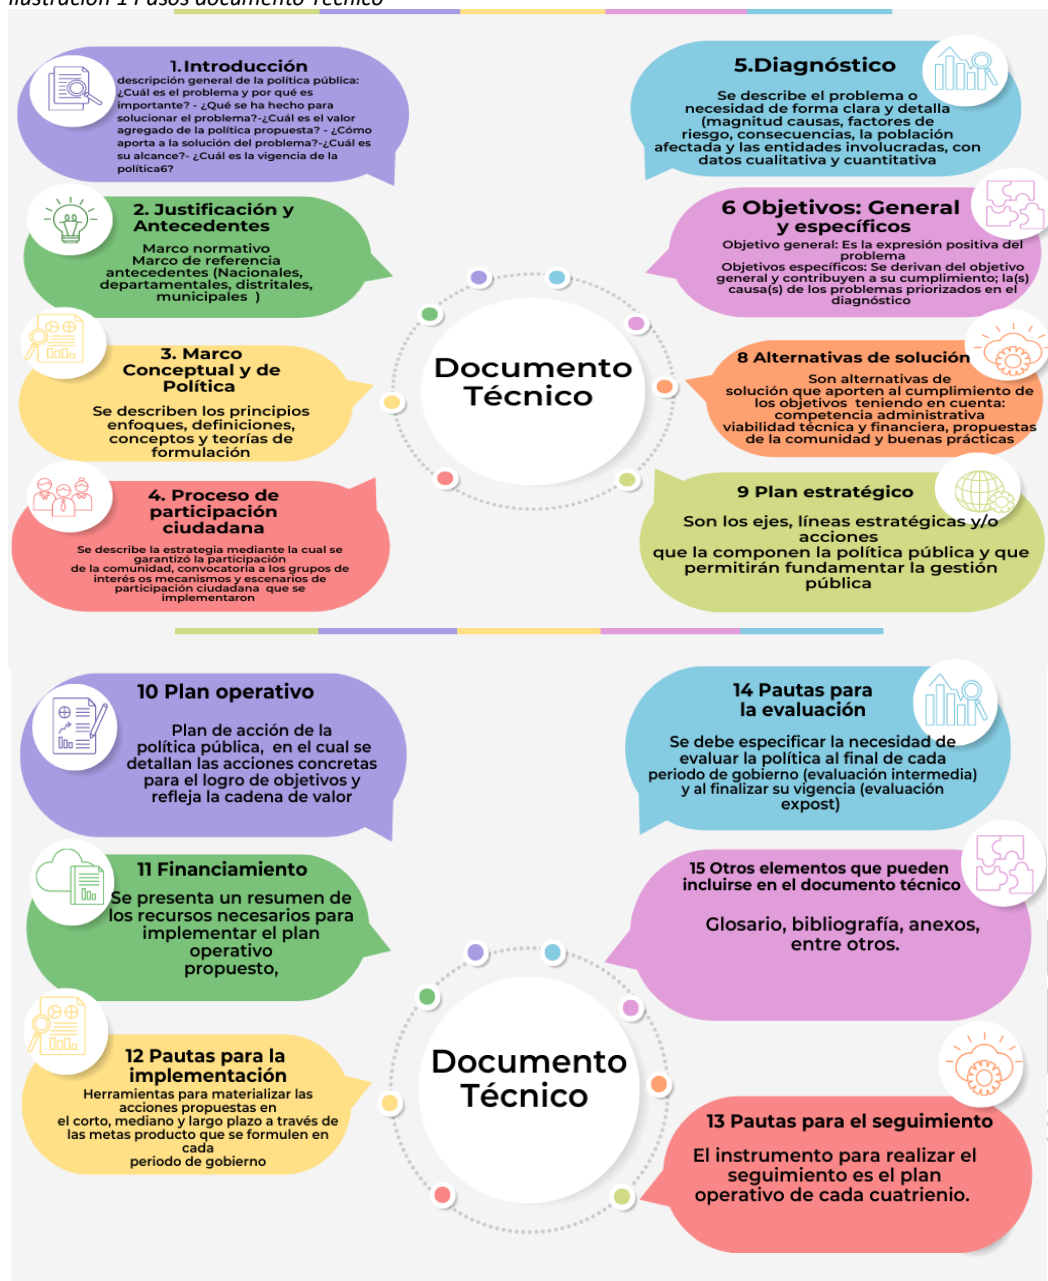 Ilustración 1 Pasos documento Técnico
1.Introducción
descripción general de la política pública:
¿Cuál es el problema y por qué es
importante? - ¿Qué se ha hecho para
solucionar el problema?-¿Cuál es el valor
agregado de la política propuesta? - ¿Cómo
aporta a la solución del problema?-¿Cuál es
su alcance?- ¿Cuál es la vigencia de la
política6?
2. Justificación y
Antecedentes
Marco normativo
Marco de referencia
antecedentes (Nacionales,
departamentales, distritales,
municipales )
3. Marco
Conceptual y de
Política
Se describen los principios
enfoques, definiciones,
conceptos y teorías de
formulación
4. Proceso de
participación
ciudadana
Se describe la estrategia mediante la cual se
garantizó la participación
de la comunidad, convocatoria a los grupos de
interés os mecanismos y escenarios de
participación ciudadana que se
implementaron
Documento
Técnico
5.Diagnóstico
Se describe el problema o
necesidad de forma clara y detalla
(magnitud causas, factores de
riesgo, consecuencias, la población
afectada y las entidades involucradas, con
datos cualitativa y cuantitativa
6 Objetivos: General
y específicos
Objetivo general: Es la expresión positiva del
problema
Objetivos específicos: Se derivan del objetivo
general y contribuyen a su cumplimiento; la(s)
causa(s) de los problemas priorizados en el
diagnóstico
8 Alternativas de solución
Son alternativas de
solución que aporten al cumplimiento de
los objetivos teniendo en cuenta:
competencia administrativa
viabilidad técnica y financiera, propuestas
de la comunidad y buenas prácticas
9 Plan estratégico
Son los ejes, líneas estratégicas y/o
acciones
que la componen la política pública y que
permitirán fundamentar la gestión
pública
10 Plan operativo
Plan de acción de la
política pública, en el cual se
detallan las acciones concretas
para el logro de objetivos y
refleja la cadena de valor
11 Financiamiento
Se presenta un resumen de
los recursos necesarios para
implementar el plan
operativo
propuesto,
12 Pautas para la
implementación
Herramientas para materializar las
acciones propuestas en
el corto, mediano y largo plazo a través de
las metas producto que se formulen en
cada
periodo de gobierno
Documento
Técnico
14 Pautas para
la evaluación
Se debe especificar la necesidad de
evaluar la política al final de cada
periodo de gobierno (evaluación intermedia)
y al finalizar su vigencia (evaluación
expost)
15 Otros elementos que pueden
incluirse en el documento técnico
Glosario, bibliografía, anexos,
entre otros.
13 Pautas para el seguimiento
El instrumento para realizar el
seguimiento es el plan
operativo de cada cuatrienio.